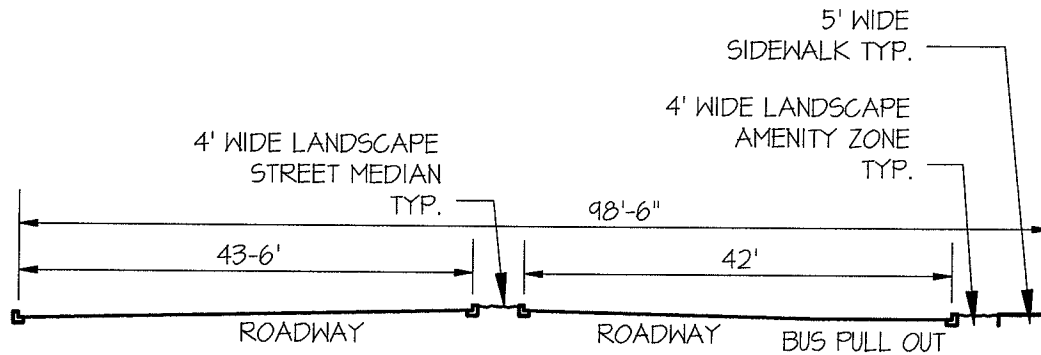 5' WIDE
SIDEWALK TYP.
4' WIDE LANDSCAPE
AMENITY ZONE
TYP.
4' WIDE LANDSCAPE
STREET MEDIAN
TYP.
98'-6"
43-6'
42'
ROADWAY
ROADWAY
BUS PULL OUT